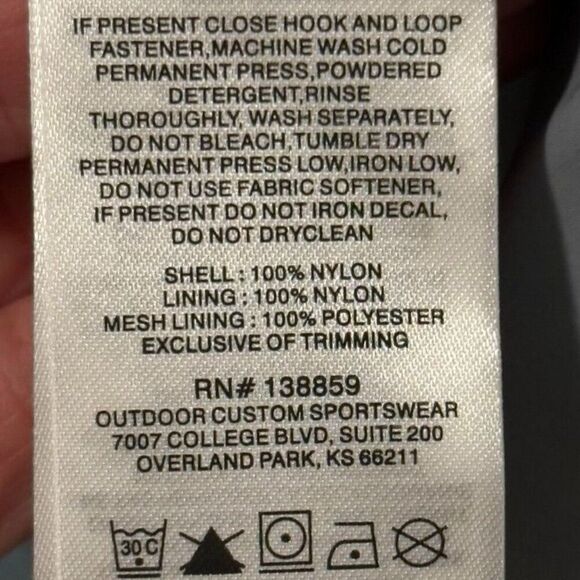 IF PRESENT CLOSE HOOK AND LOOP
FASTENER,MACHINE WASH COLD
PERMANENT PRESS,POWDERED
DETERGENT,RINSE
THOROUGHLY, WASH SEPARATELY,
DO NOT BLEACH,TUMBLE DRY
PERMANENT PRESS LOW,IRON LOW,
DO NOT USE FABRIC SOFTENER,
IF PRESENT DO NOT IRON DECAL,
DO NOT DRYCLEAN
SHELL : 100% NYLON
LINING : 100% NYLON
MESH LINING : 100% POLYESTER
EXCLUSIVE OF TRIMMING
RN# 138859
OUTDOOR CUSTOM SPORTSWEAR
7007 COLLEGE BLVD, SUITE 200
OVERLAND PARK, KS 66211
30 C